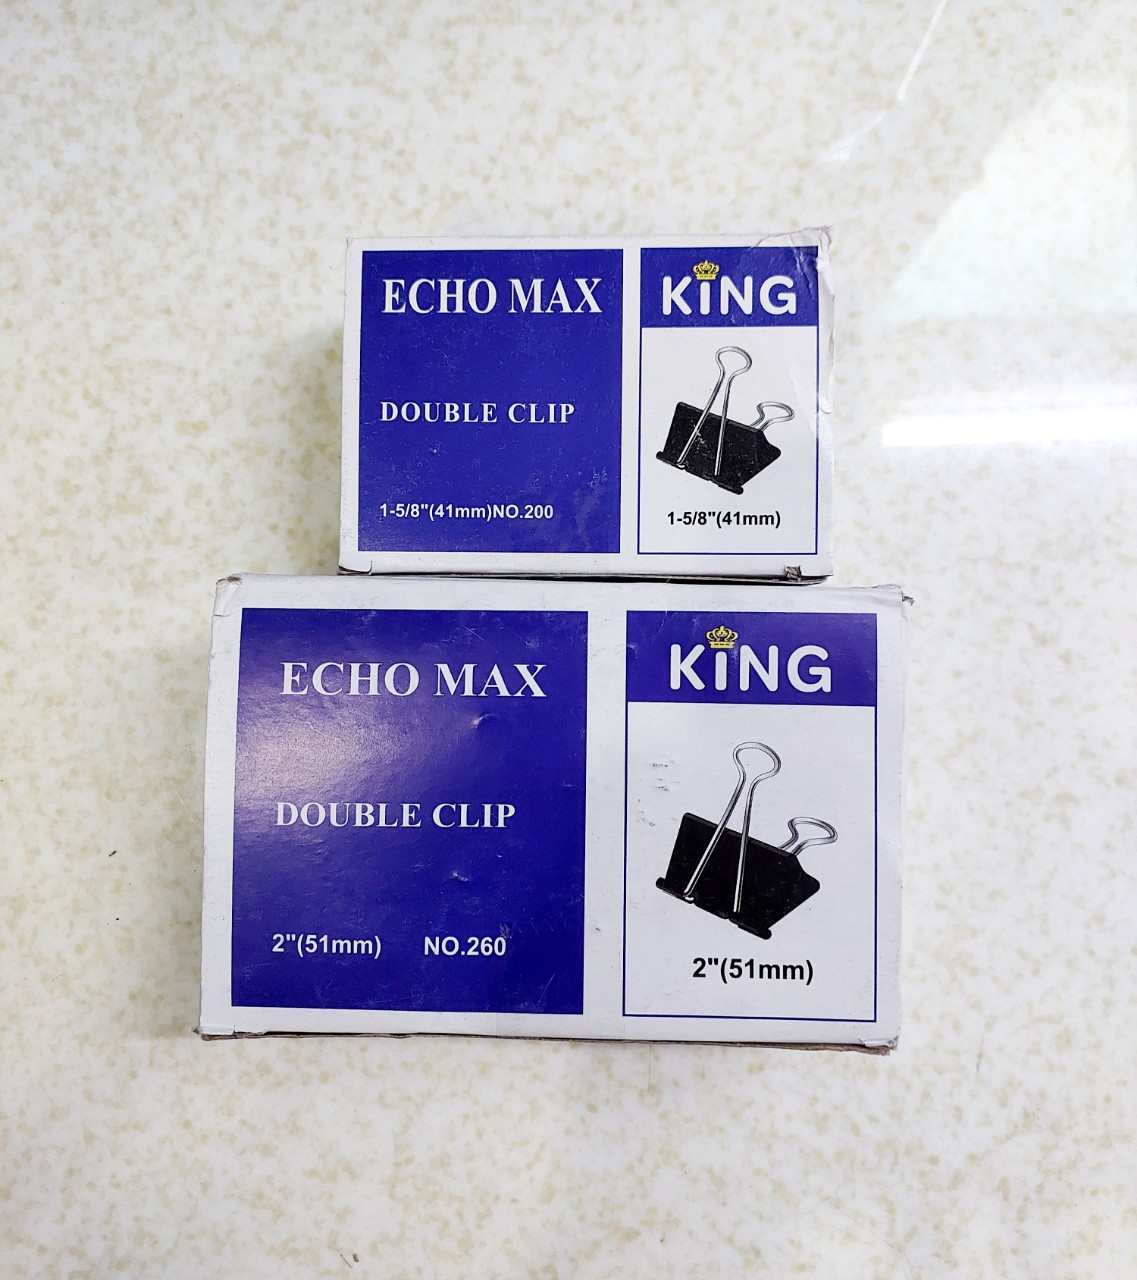 ECHO MAX
DOUBLE CLIP
1-5/8"(41mm)NO.200
KING
1-5/8"(41mm)
ECHO MAX
DOUBLE CLIP
2"(51mm) NO.260
KING
2"(51mm)